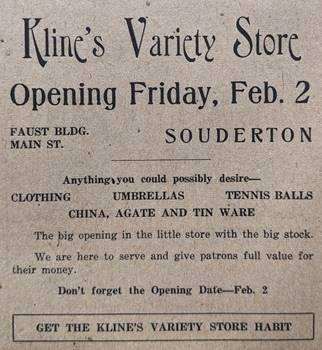 Kline's Variety Store
Opening Friday, Feb. 2
FAUST BLDG.
MAIN ST.
SOUDERTON
Anything you could possibly desire—
CLOTHING UMBRELLAS TENNIS BALLS
CHINA, AGATE AND TIN WARE
The big opening in the little store with the big stock.
We are here to serve and give patrons full value for
their money.
Don't forget the Opening Date—Feb. 2
GET THE KLINE'S VARIETY STORE HABIT